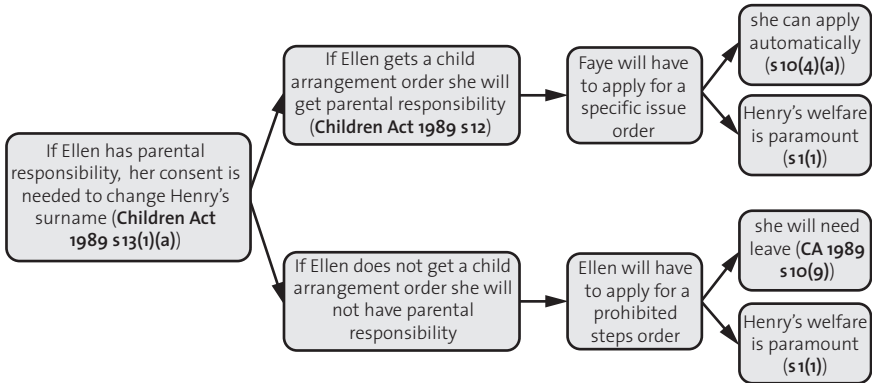 If Ellen has parental
responsibility, her consent is
needed to change Henry’s
surname (Children Act
1989 s13(1)(a))
If Ellen gets a child
arrangement order she will
get parental responsibility
(Children Act 1989 s12)
Faye will have
to apply for a
specific issue
order
she can apply
automatically
(s10(4)(a))
Henry’s welfare
is paramount
(s1(1))
If Ellen does not get a child
arrangement order she will
not have parental
responsibility
Ellen will have
to apply for a
prohibited
steps order
she will need
leave (CA 1989
s10(9))
Henry’s welfare
is paramount
(s1(1))